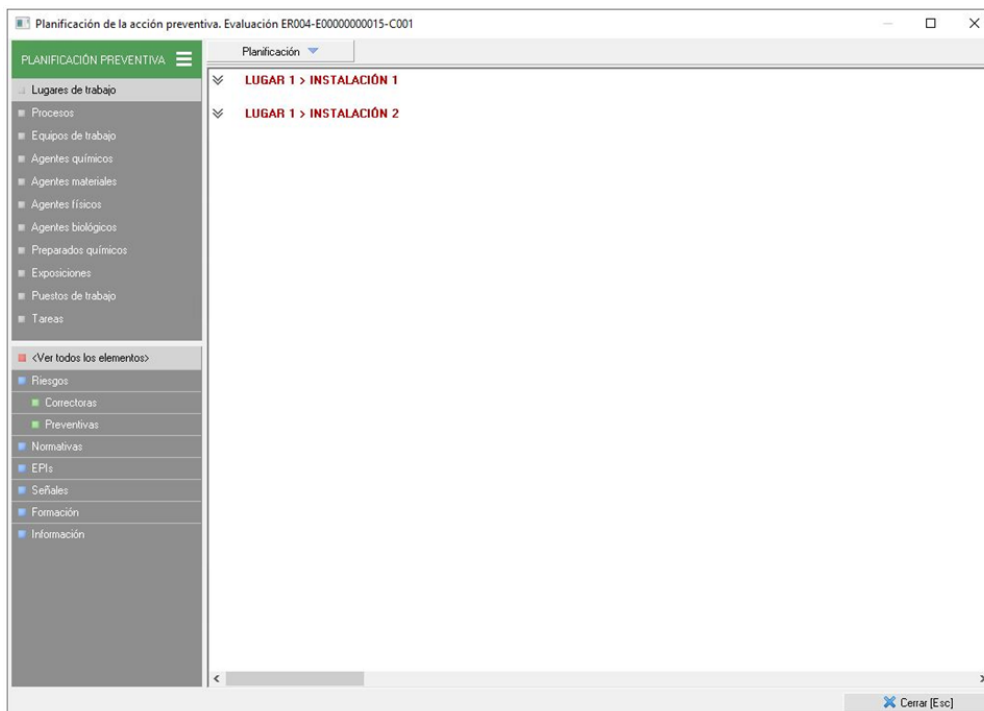 Planificación de la acción preventiva. Evaluación ER004-E00000000015-C001
PLANIFICACIÓN PREVENTIVA
Planificación
Lugares de trabajo
Procesos
Equipos de trabajo
Agentes químicos
Agentes materiales
Agentes físicos
Agentes biológicos
Preparados químicos
Exposiciones
Puestos de trabajo
Tareas
<Ver todos los elementos>
Riesgos
Correctoras
Preventivas
Normativas
EPIs
Señales
Formación
Información
LUGAR 1 > INSTALACIÓN 1
LUGAR 1 > INSTALACIÓN 2
Cerrar [Esc]